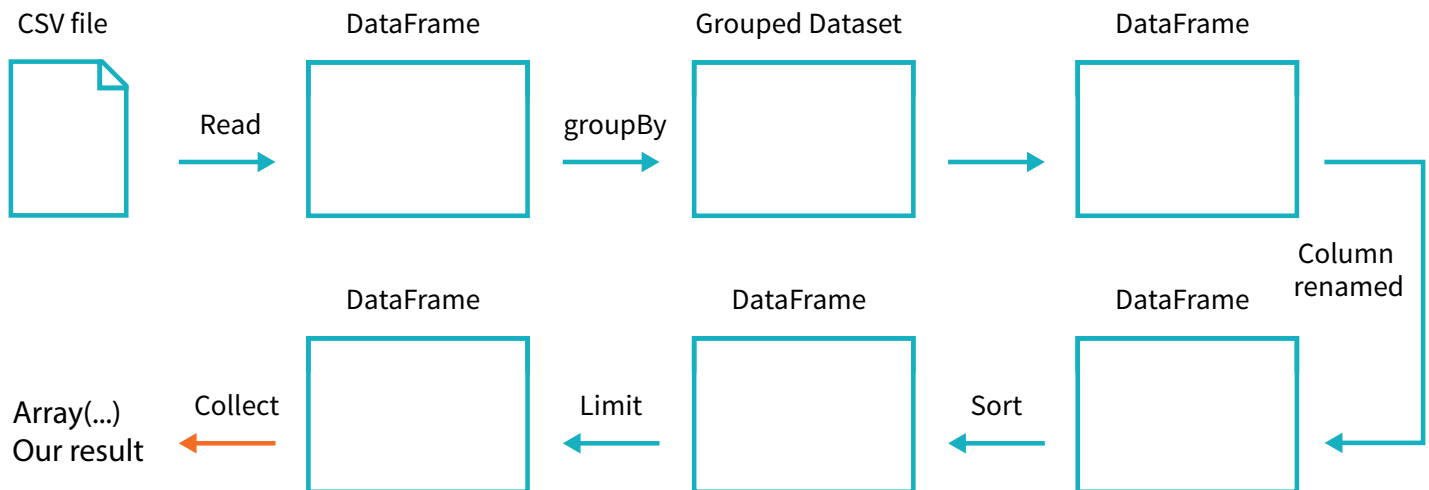 CSV file
DataFrame
Grouped Dataset
DataFrame
Read
groupBy
Column
renamed
DataFrame
DataFrame
DataFrame
Sort
Limit
Collect
Array(...)
Our result